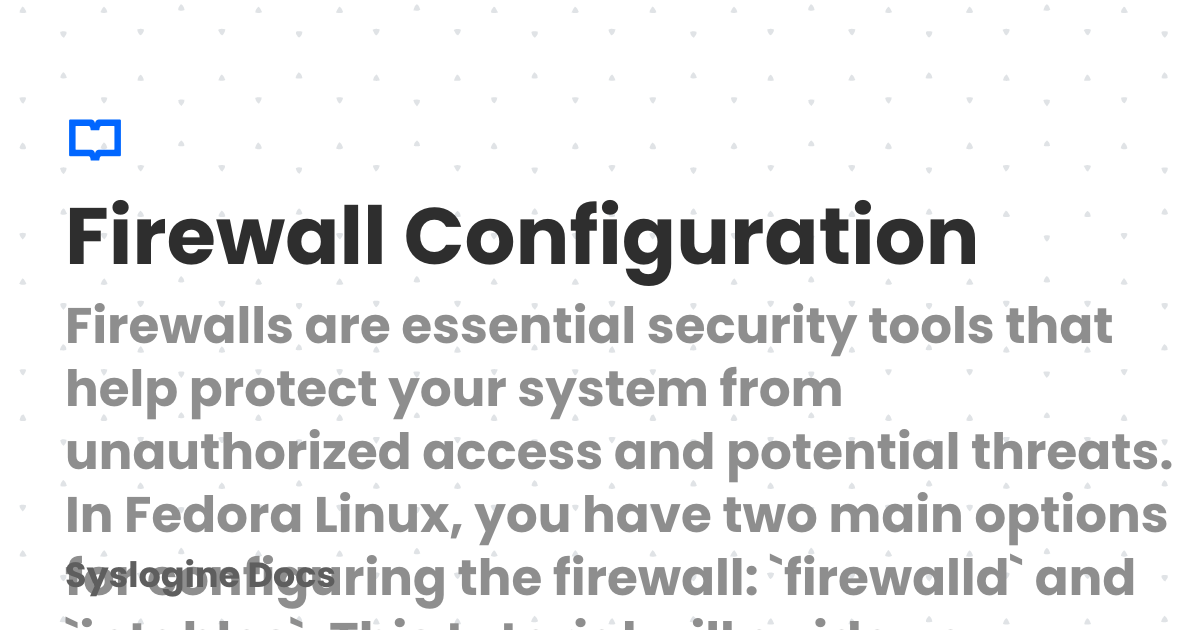 Firewall Configuration
Firewalls are essential security tools that
help protect your system from
unauthorized access and potential threats.
In Fedora Linux, you have two main options
for configuring the firewall: `firewalld` and
Syslogine Docs